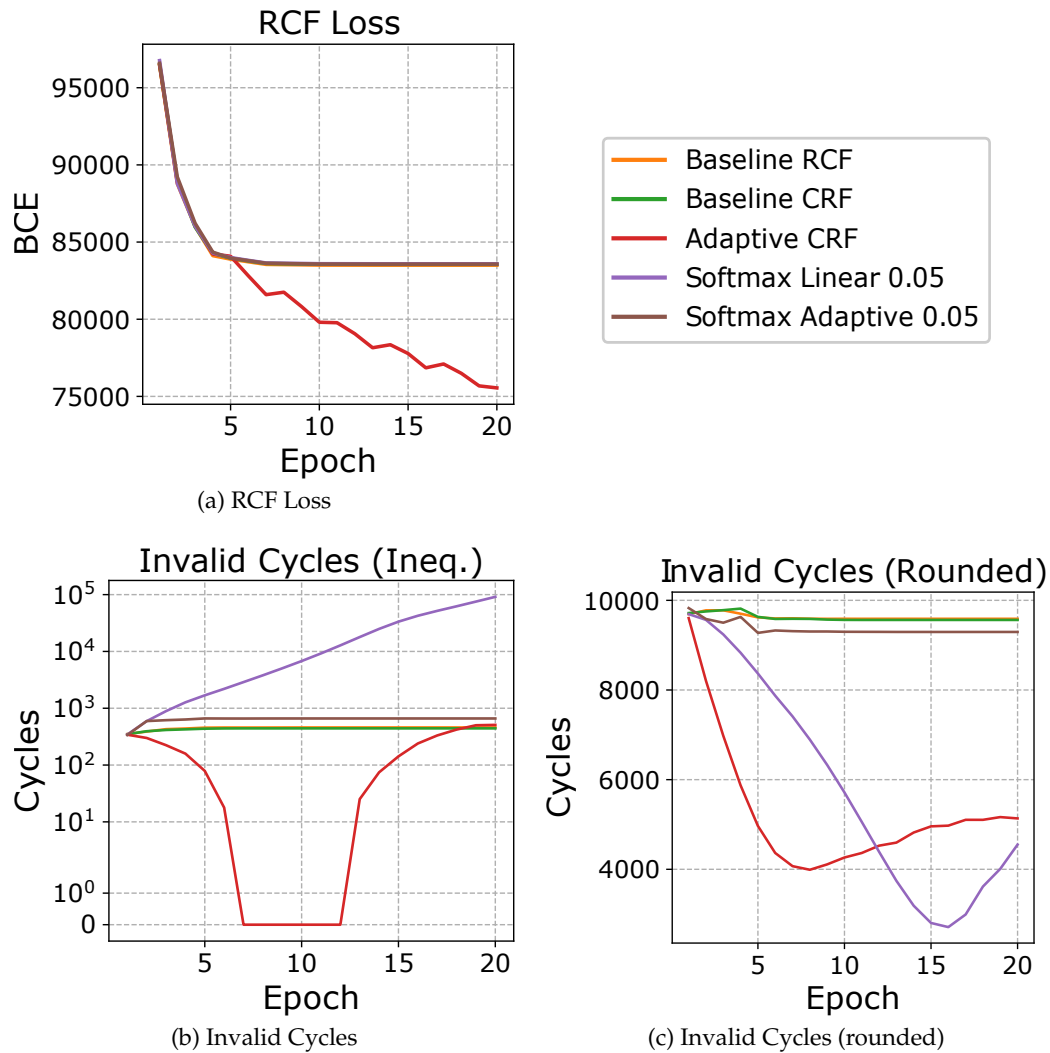 RCF Loss
95000
90000
85000
80000
75000
BCE
5 10 15 20
Epoch
(a) RCF Loss
Baseline RCF
Baseline CRF
Adaptive CRF
Softmax Linear 0.05
Softmax Adaptive 0.05
Invalid Cycles (Ineq.)
10^5
10^4
10^3
10^2
10^1
10^0
0
Cycles
5 10 15 20
Epoch
(b) Invalid Cycles
Invalid Cycles (Rounded)
10000
8000
6000
4000
Cycles
5 10 15 20
Epoch
(c) Invalid Cycles (rounded)